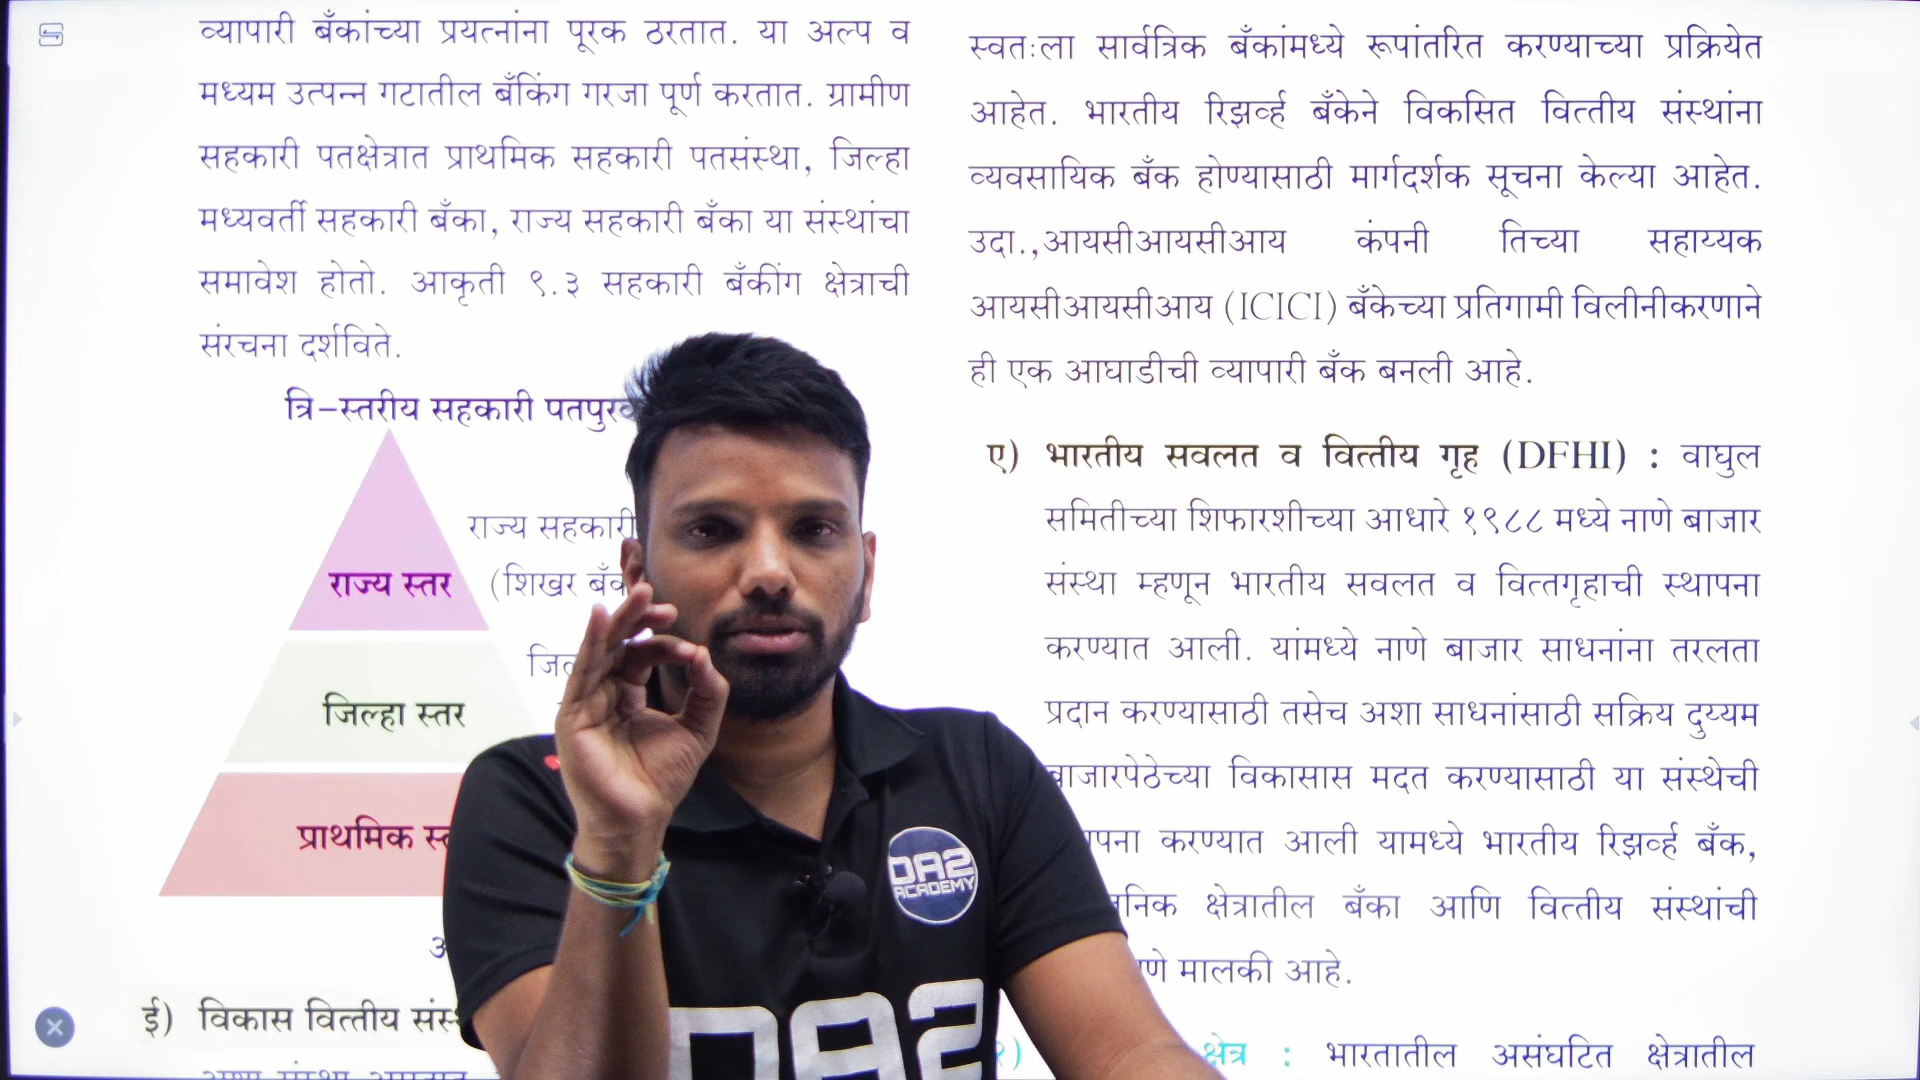 व्यापारी बँकांच्या प्रयत्नांना पूरक ठरतात. या अल्प व
मध्यम उत्पन्न गटातील बँकिंग गरजा पूर्ण करतात. ग्रामीण
सहकारी पतक्षेत्रात प्राथमिक सहकारी पतसंस्था, जिल्हा
मध्यवर्ती सहकारी बँका, राज्य सहकारी बँका या संस्थांचा
समावेश होतो. आकृती ९.३ सहकारी बँकींग क्षेत्राची
संरचना दर्शविते.
त्रि-स्तरीय सहकारी
राज्य सहकारी
राज्य स्तर (शिखर
जिल्हा स्तर
प्राथमिक
ई) विकास वित्तीय
स्वतःला सार्वत्रिक बँकांमध्ये रूपांतरित करण्याच्या प्रक्रियेत
आहेत. भारतीय रिझर्व्ह बँकेने विकसित वित्तीय संस्थांना
व्यवसायिक बँक होण्यासाठी मार्गदर्शक सूचना केल्या आहेत.
उदा.,आयसीआयसीआय कंपनी तिच्या सहाय्यक
आयसीआयसीआय (ICICI) बँकेच्या प्रतिगामी विलीनीकरणाने
ही एक आघाडीची व्यापारी बँक बनली आहे.
ए) भारतीय सवलत व वित्तीय गृह (DFHI) : वाघुल
समितीच्या शिफारशीच्या आधारे १९८८ मध्ये नाणे बाजार
संस्था म्हणून भारतीय सवलत व वित्तगृहाची स्थापना
करण्यात आली. यांमध्ये नाणे बाजार साधनांना तरलता
प्रदान करण्यासाठी तसेच अशा साधनांसाठी सक्रिय दुय्यम
बाजारपेठेच्या विकासास मदत करण्यासाठी या संस्थेची
करण्यात आली यामध्ये भारतीय रिझर्व्ह बँक,
क्षेत्रातील बँका आणि वित्तीय संस्थांची
मालकी आहे.
क्षेत्र : भारतातील असंघटित क्षेत्रातील
DA2
ACADEMY
DA2